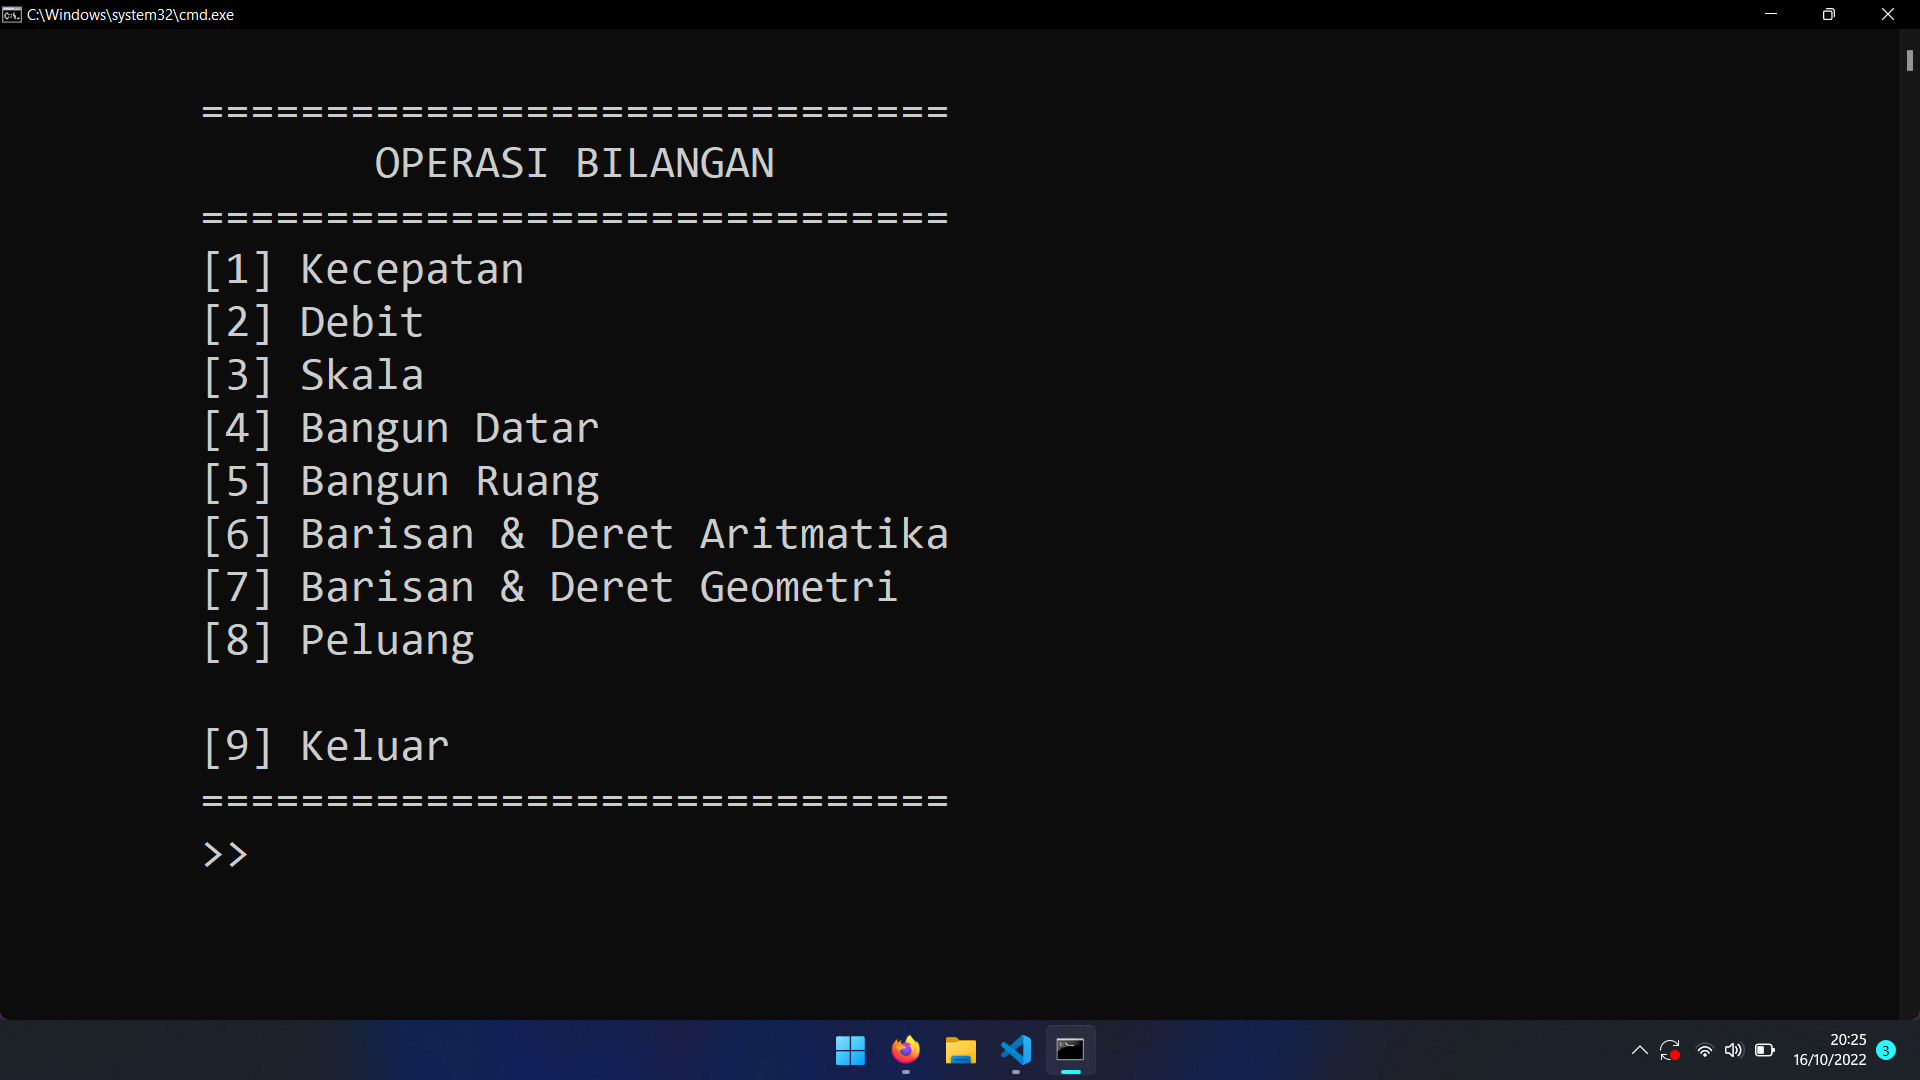 C:\Windows\system32\cmd.exe
==============================
OPERASI BILANGAN
==============================
[1] Kecepatan
[2] Debit
[3] Skala
[4] Bangun Datar
[5] Bangun Ruang
[6] Barisan & Deret Aritmatika
[7] Barisan & Deret Geometri
[8] Peluang
[9] Keluar
==============================
>>
20:25
16/10/2022
3